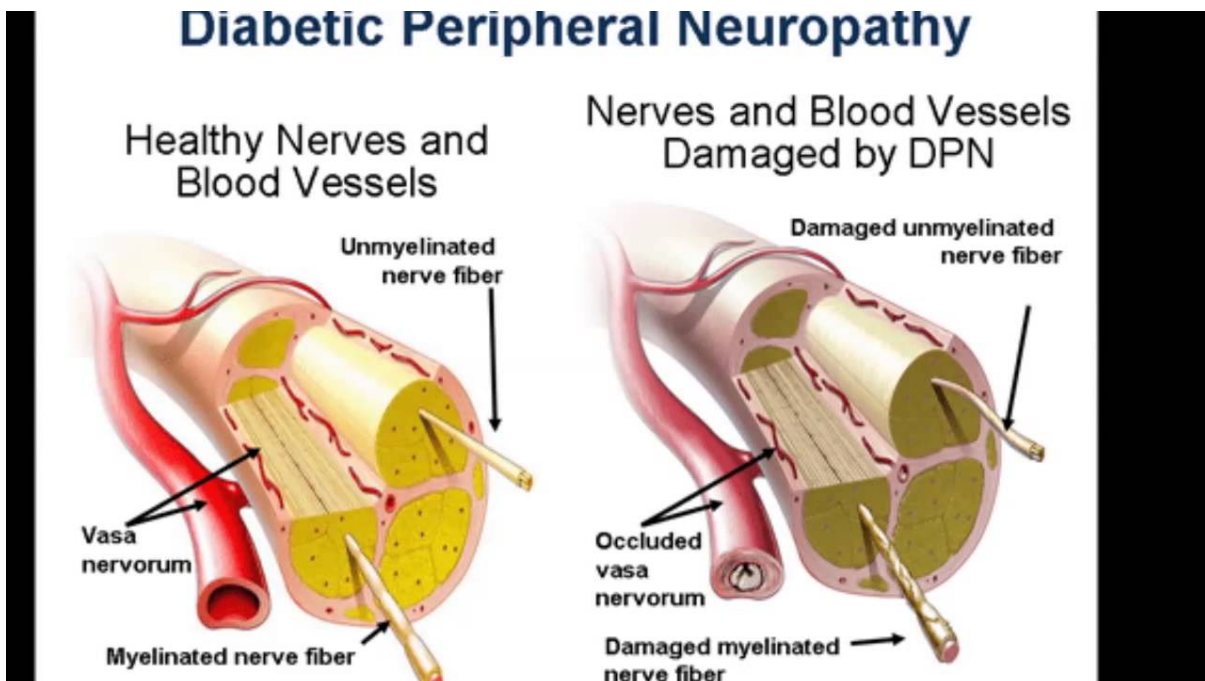 Diabetic Peripheral Neuropathy
Healthy Nerves and
Blood Vessels
Unmyelinated
nerve fiber
Vasa
nervorum
Myelinated nerve fiber
Nerves and Blood Vessels
Damaged by DPN
Damaged unmyelinated
nerve fiber
Occluded
vasa
nervorum
Damaged myelinated
nerve fiber